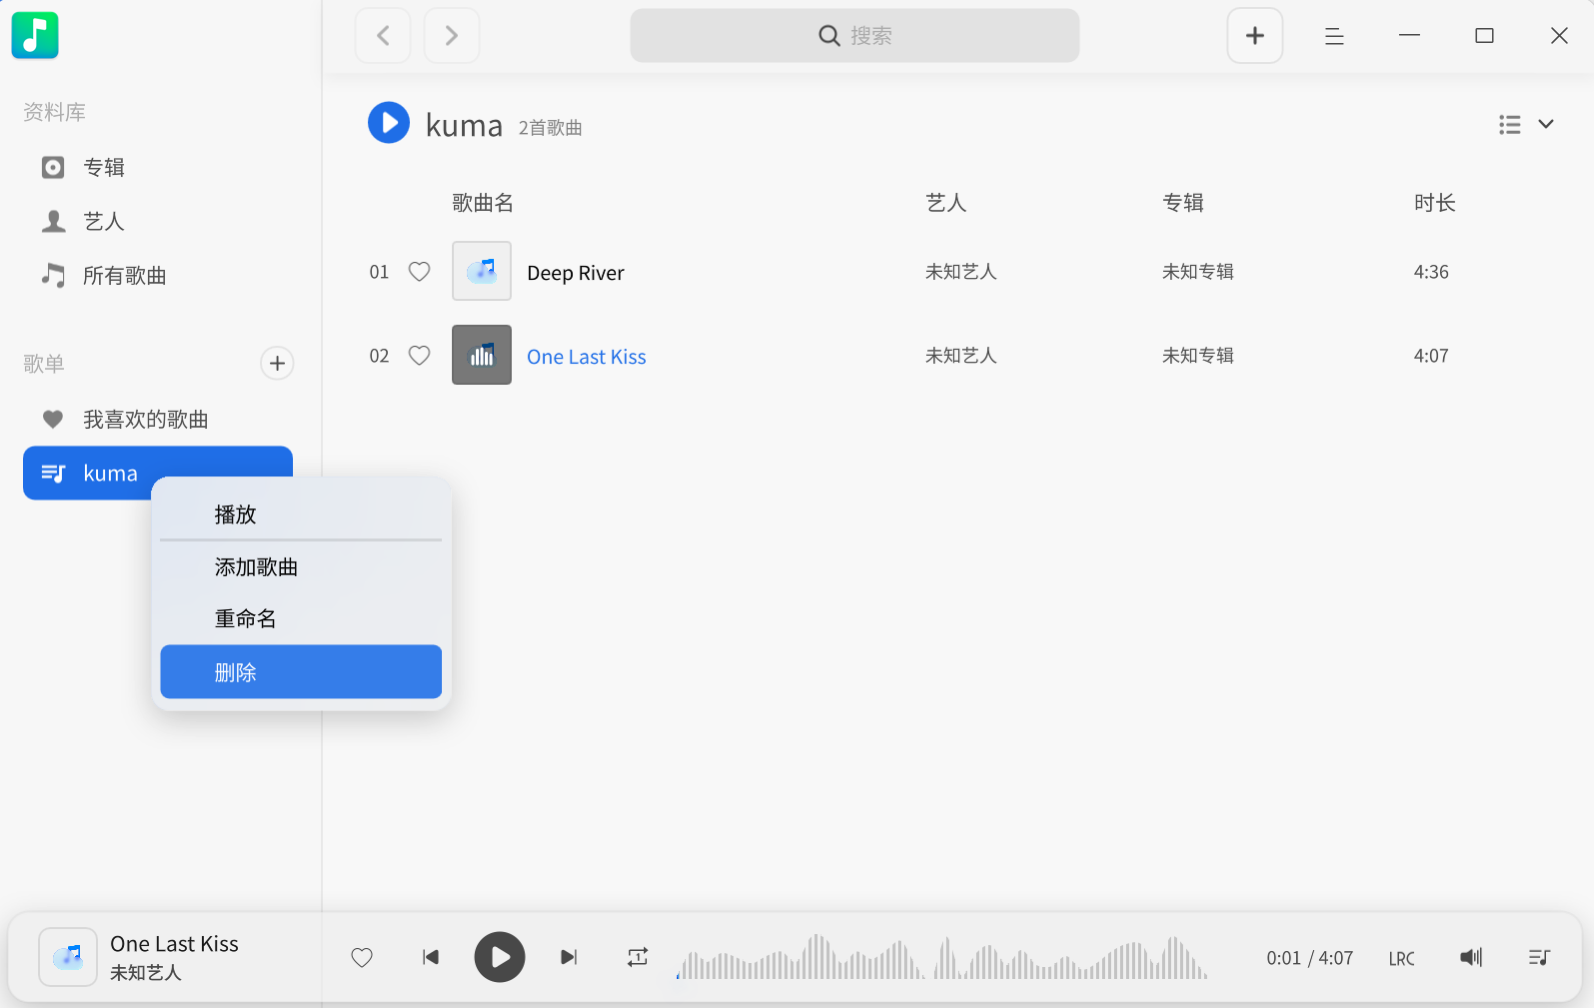 搜索
资料库
专辑
艺人
所有歌曲
歌单
我喜欢的歌曲
kuma
播放
添加歌曲
重命名
删除
kuma 2首歌曲
歌曲名 艺人 专辑 时长
01 Deep River 未知艺人 未知专辑 4:36
02 One Last Kiss 未知艺人 未知专辑 4:07
One Last Kiss
未知艺人
1
0:01 / 4:07 LRC